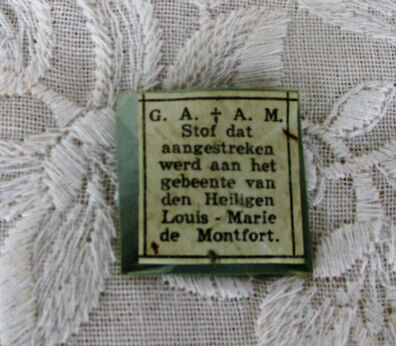 G. A. † A. M.
Stof dat
aangestreken
werd aan het
gebeente van
den Heiligen
Louis - Marie
de Montfort.